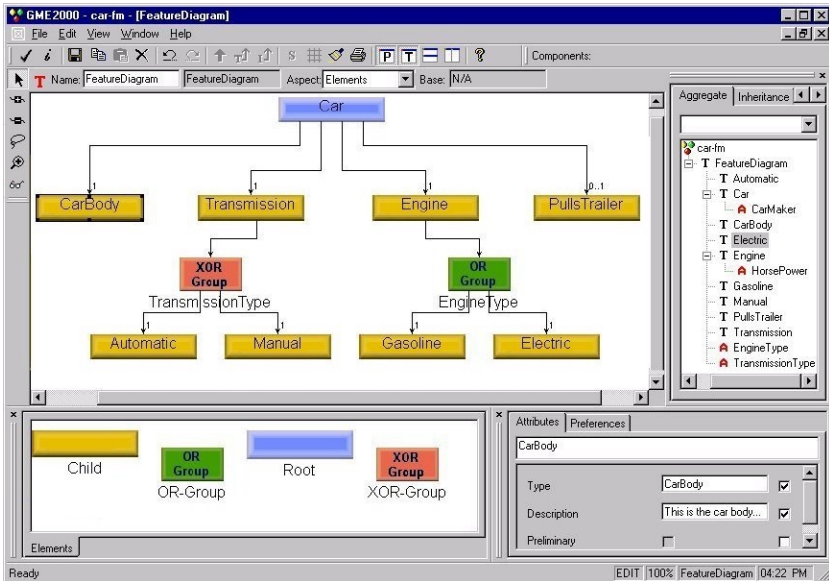 GME2000 - car-fm - [FeatureDiagram]
File Edit View Window Help
Components:
Name: FeatureDiagram FeatureDiagram Aspect: Elements Base: N/A
Car
1 1 1 0..1
CarBody Transmission Engine PullsTrailer
XOR Group OR Group
TransmissionType EngineType
1 1 1 1
Automatic Manual Gasoline Electric
Aggregate Inheritance
car-fm
T FeatureDiagram
T Automatic
T Car
A CarMaker
T CarBody
T Electric
T Engine
A HorsePower
T Gasoline
T Manual
T PullsTrailer
T Transmission
A EngineType
A TransmissionType
Child
OR Group
OR-Group
Root
XOR Group
XOR-Group
Elements
Attributes Preferences
CarBody
Type CarBody
Description This is the car body...
Preliminary
Ready
EDIT 100% FeatureDiagram 04:22 PM